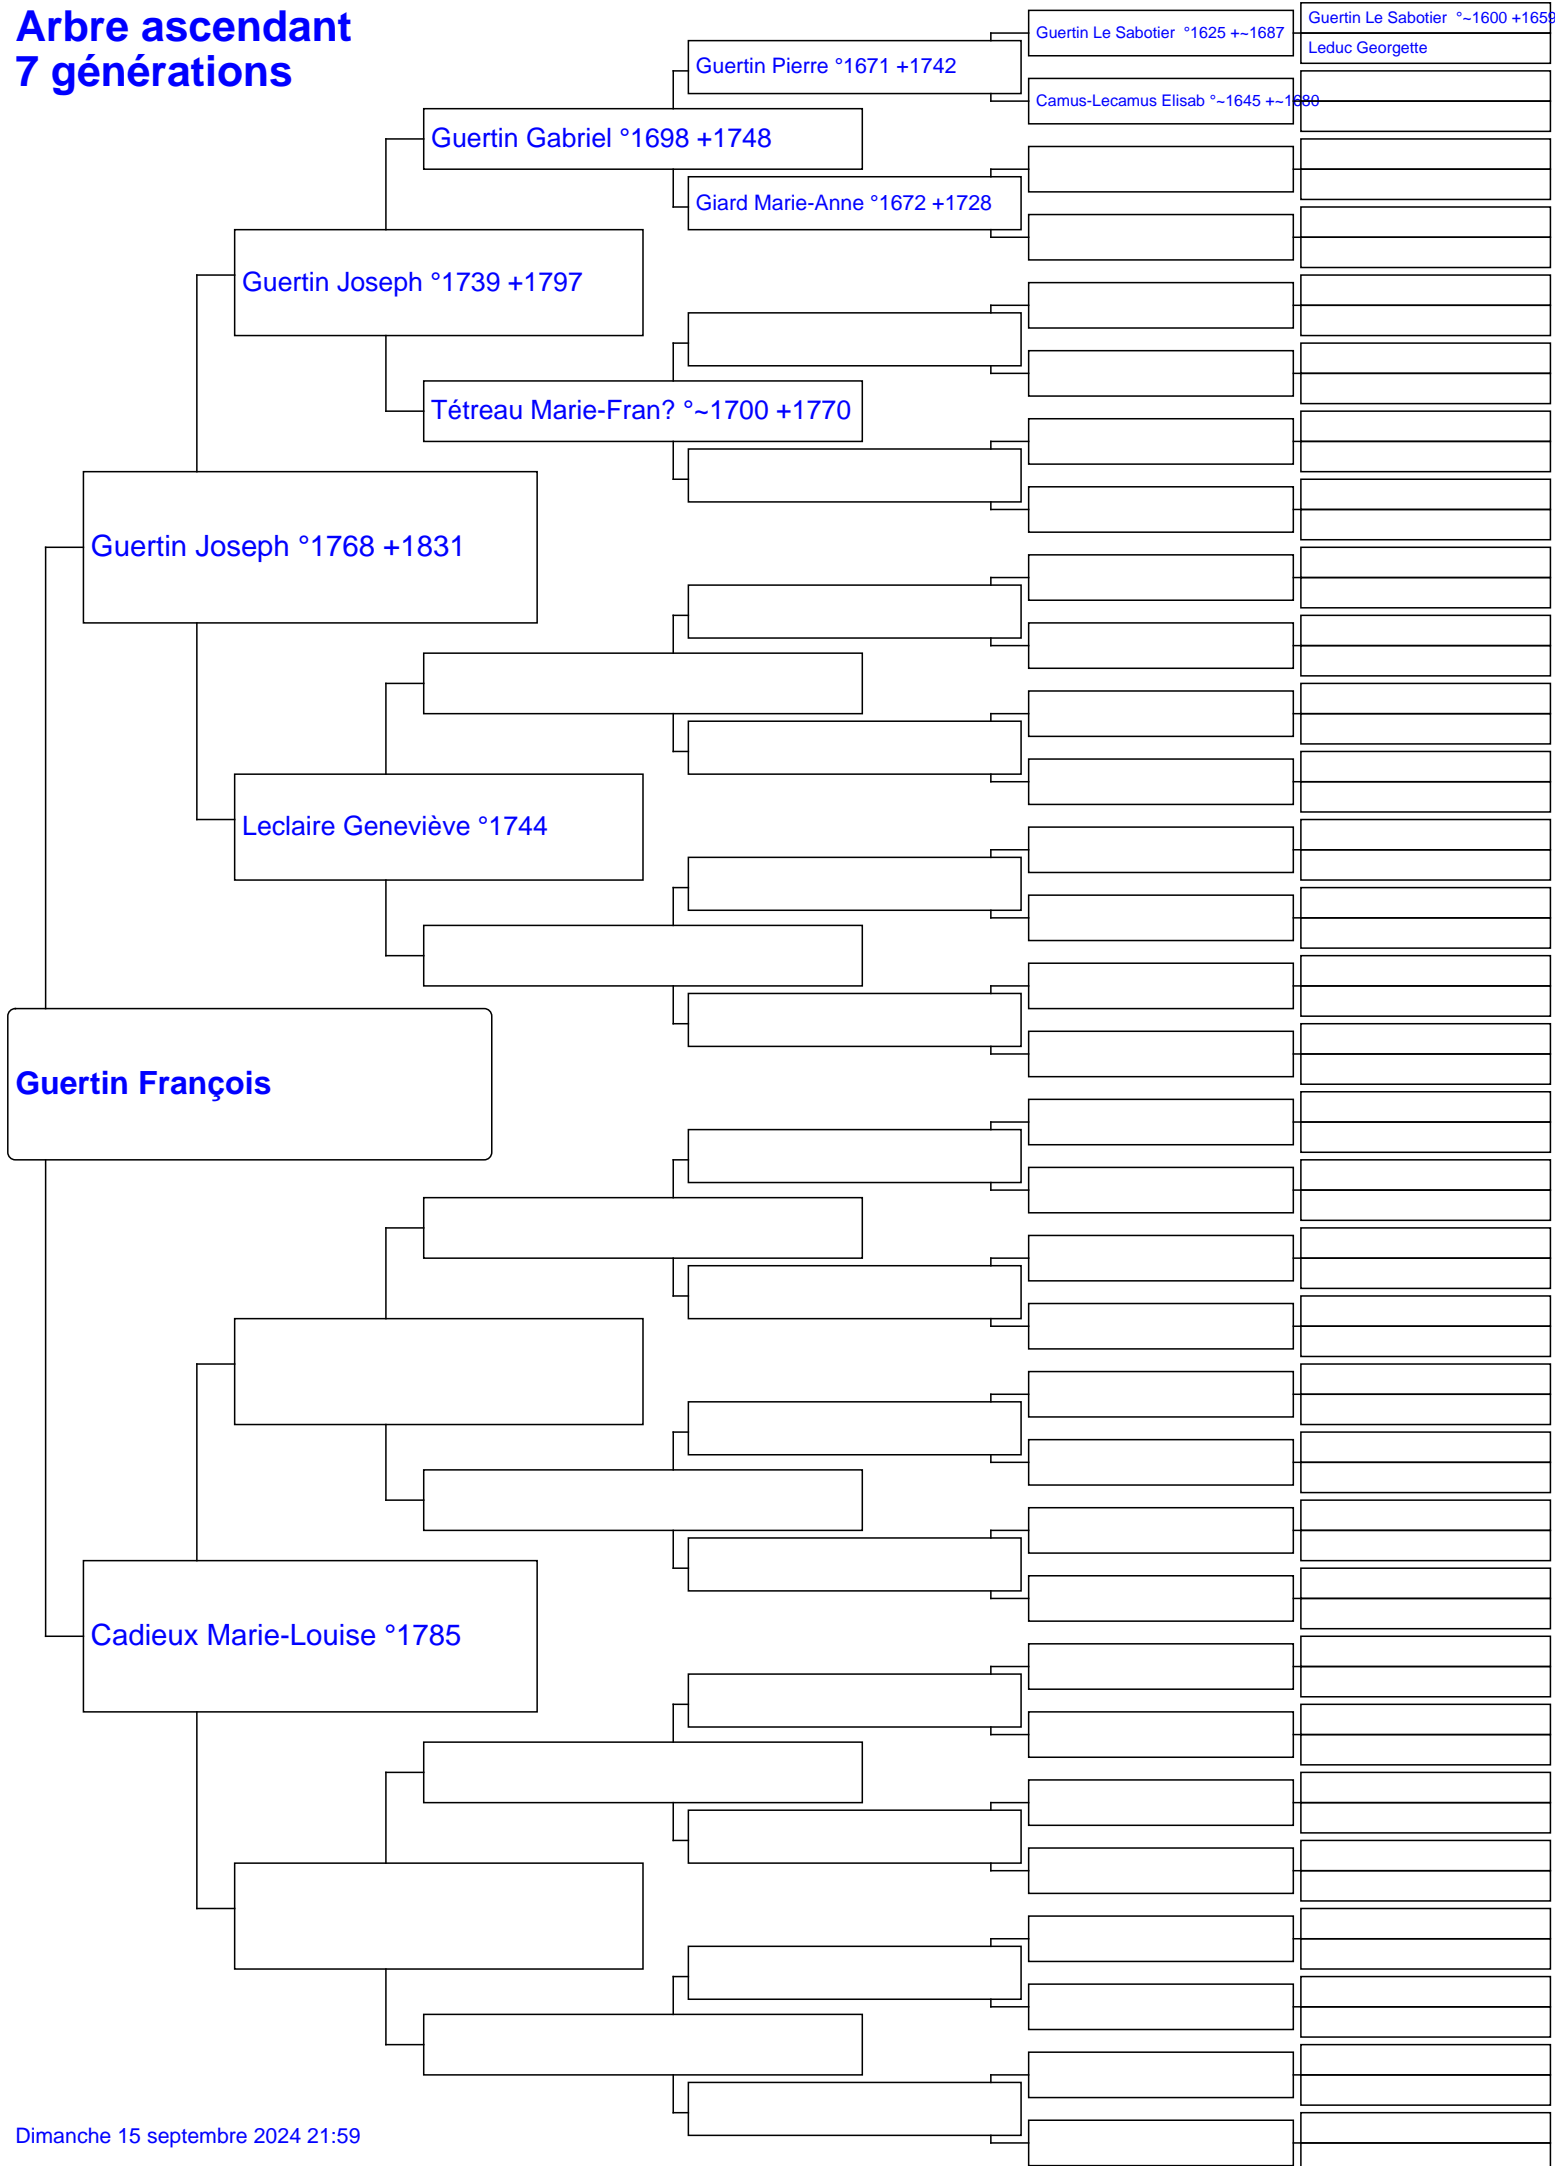 Arbre ascendant
7 générations
Guertin Le Sabotier °~1600 +1659
Guertin Le Sabotier °1625 +~1687
Leduc Georgette
Guertin Pierre °1671 +1742
Camus-Lecamus Elisab °~1645 +~1680
Guertin Gabriel °1698 +1748
Giard Marie-Anne °1672 +1728
Guertin Joseph °1739 +1797
Tétreau Marie-Fran? °~1700 +1770
Guertin Joseph °1768 +1831
Leclaire Geneviève °1744
Guertin François
Cadieux Marie-Louise °1785
Dimanche 15 septembre 2024 21:59